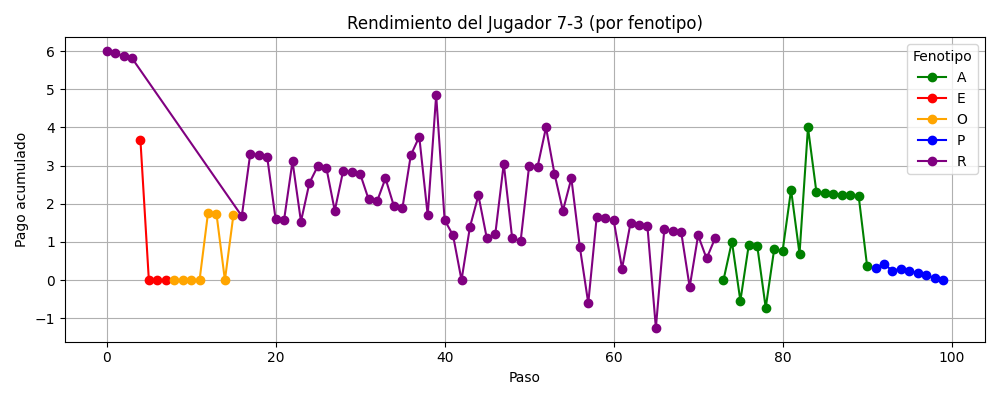 Rendimiento del Jugador 7-3 (por fenotipo)
Pago acumulado
6
5
4
3
2
1
0
−1
0
20
40
60
80
100
Paso
Fenotipo
A
E
O
P
R